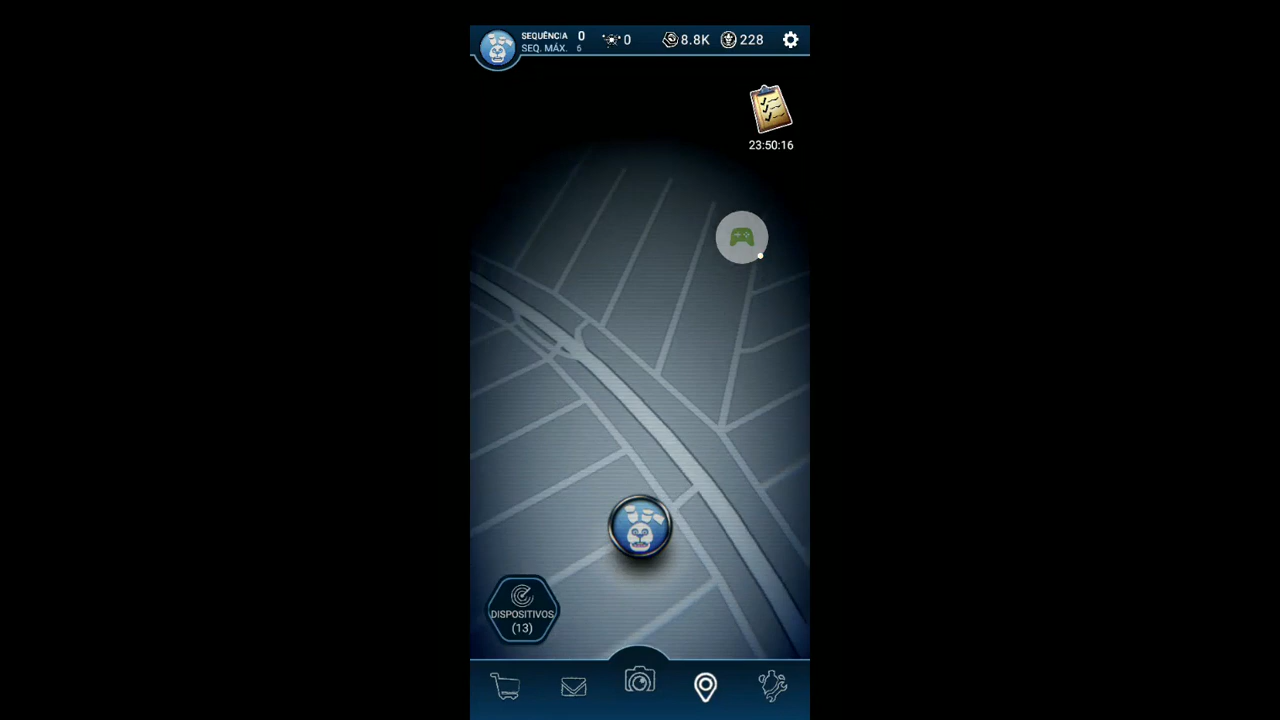 SEQUÊNCIA 0
SEQ. MÁX. 6
0
8.8K
228
23:50:16
DISPOSITIVOS
(13)